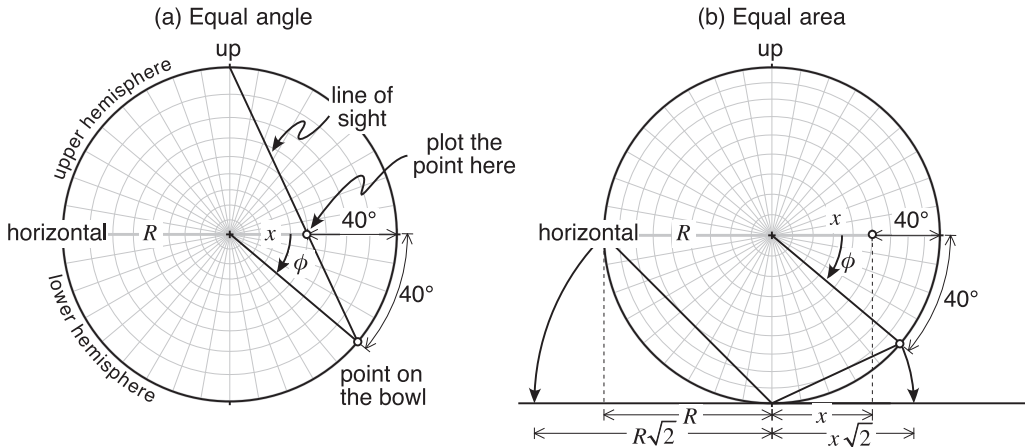 (a) Equal angle
up
upper hemisphere
line of
sight
plot the
point here
horizontal
R
x
40°
ϕ
40°
lower hemisphere
point on
the bowl
(b) Equal area
up
horizontal
R
x
40°
ϕ
40°
R
x
R√2
x√2